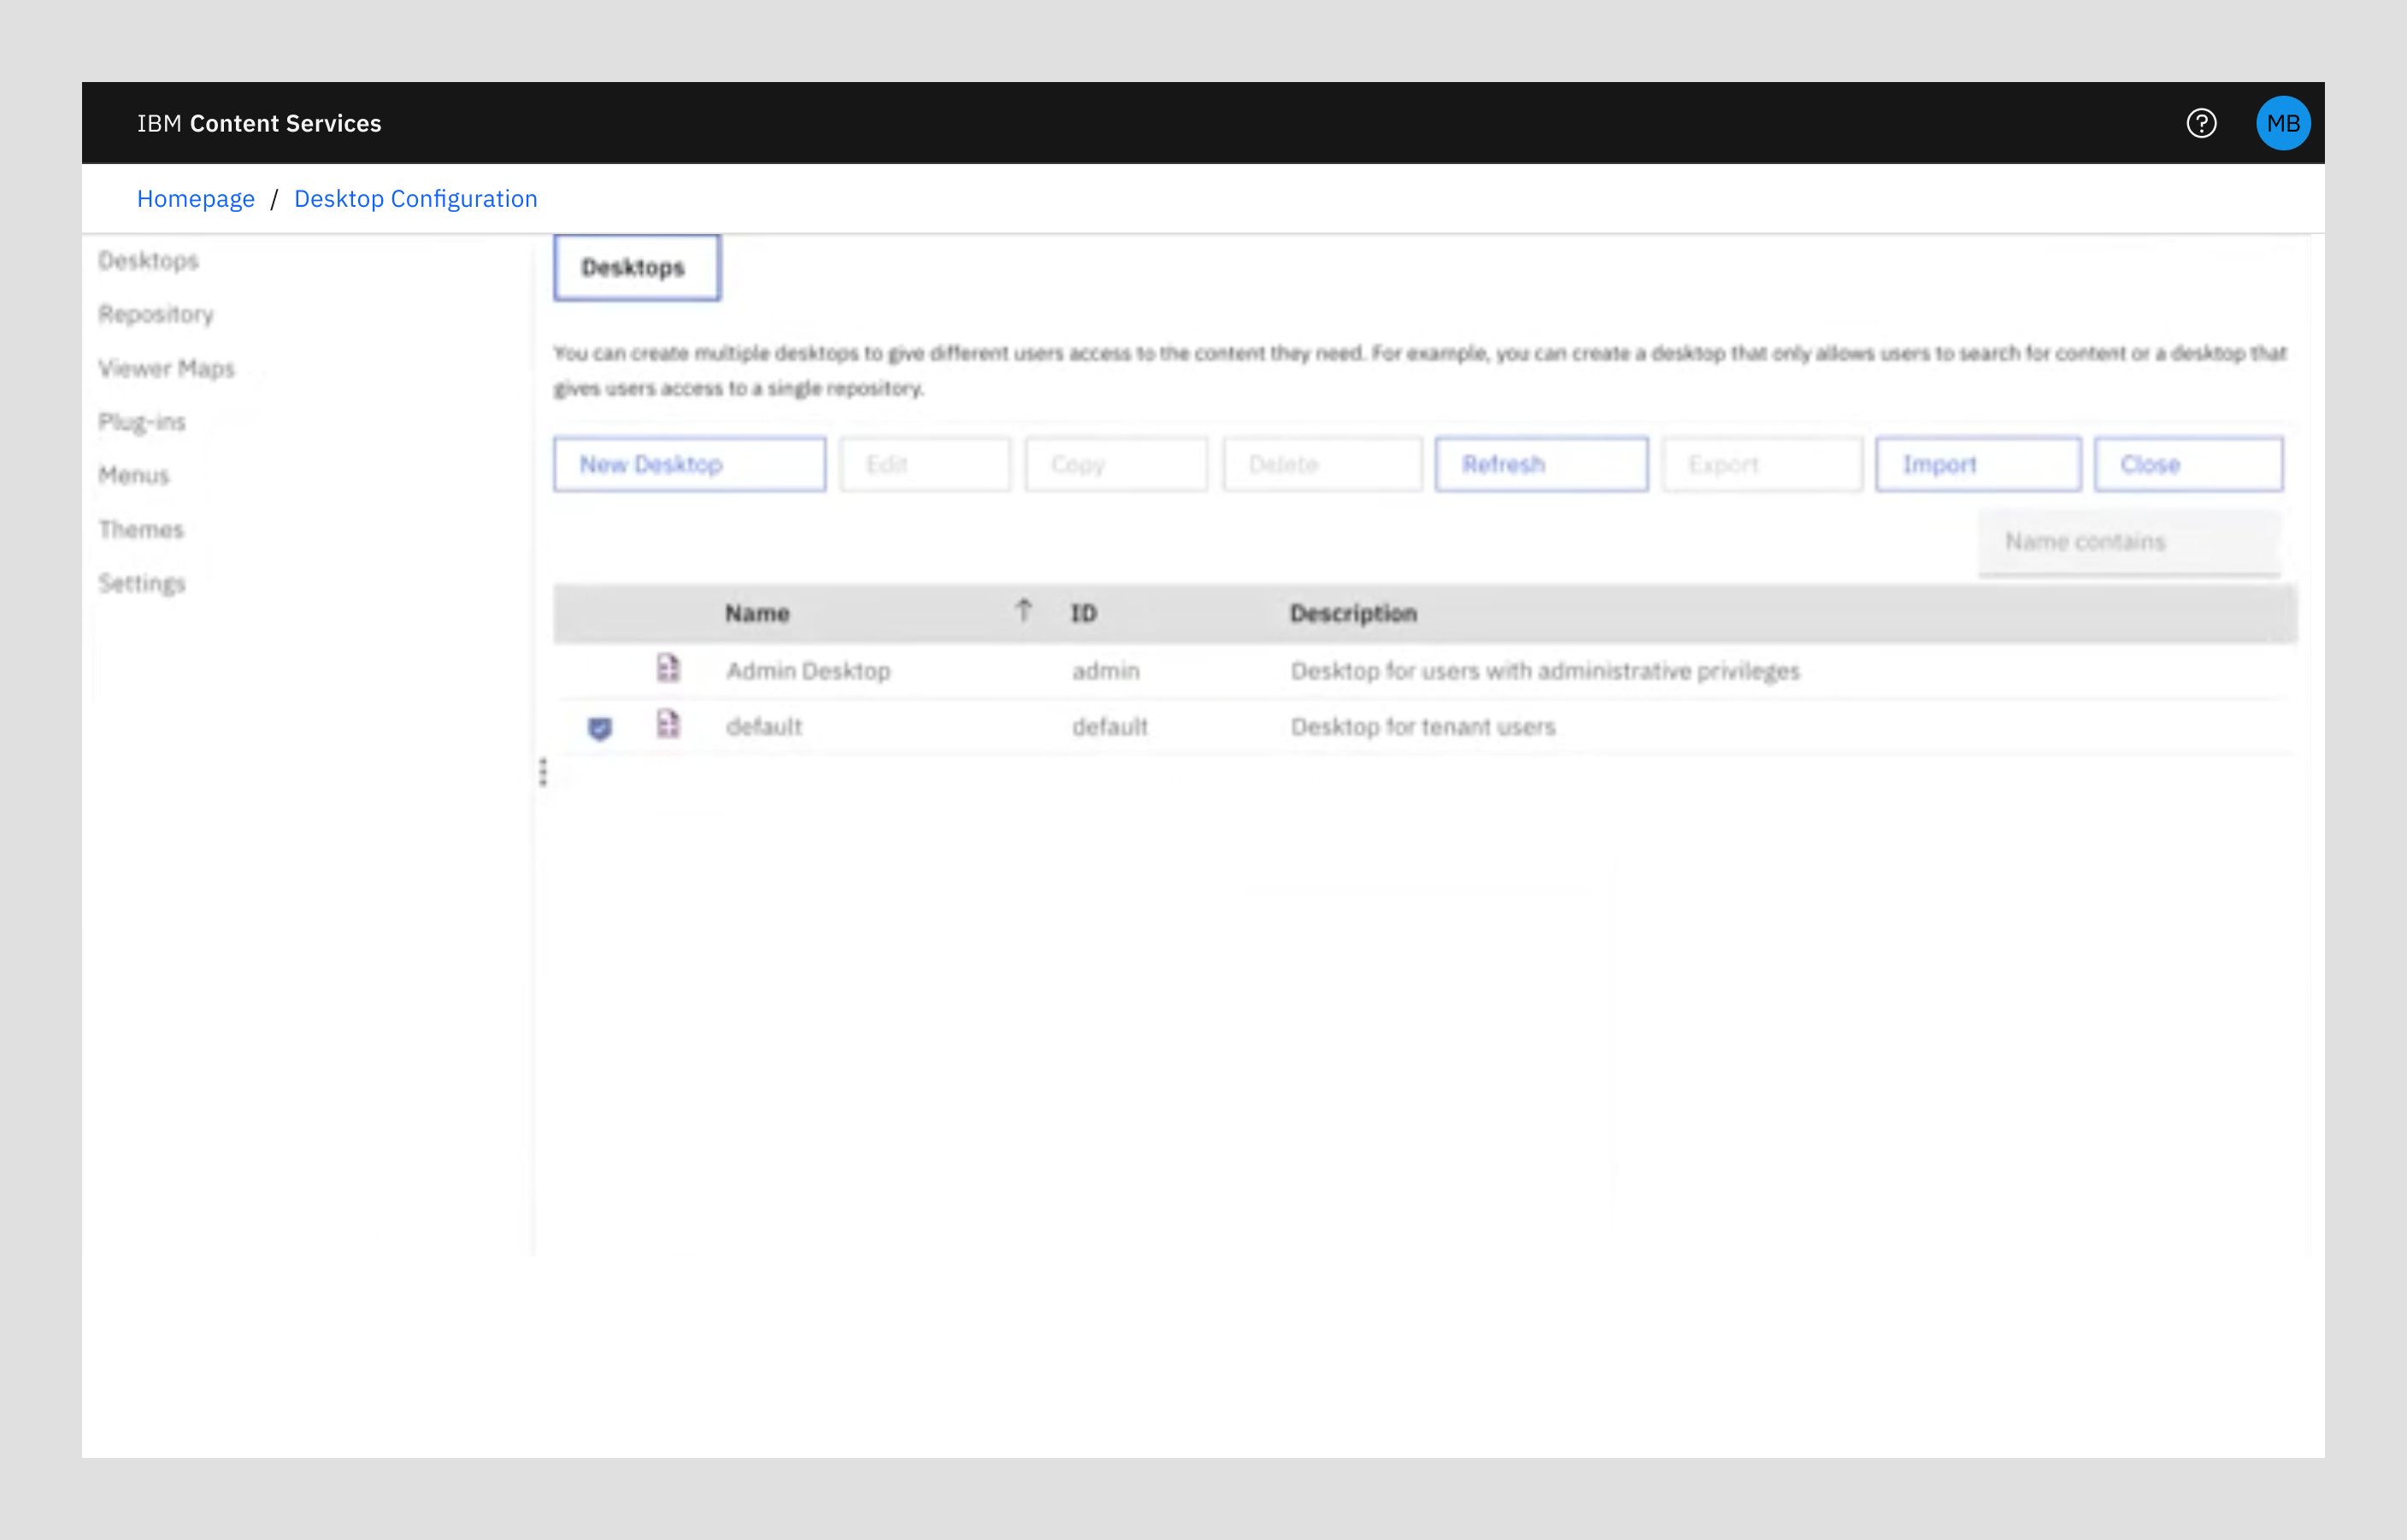 IBM Content Services
MB
Homepage / Desktop Configuration
Desktops
Repository
Viewer Maps
Plug-ins
Menus
Themes
Settings
Desktops
You can create multiple desktops to give different users access to the content they need. For example, you can create a desktop that only allows users to search for content or a desktop that
gives users access to a single repository.
New Desktop Edit Copy Delete Refresh Export Import Close
Name contains
Name ID Description
Admin Desktop admin Desktop for users with administrative privileges
default default Desktop for tenant users